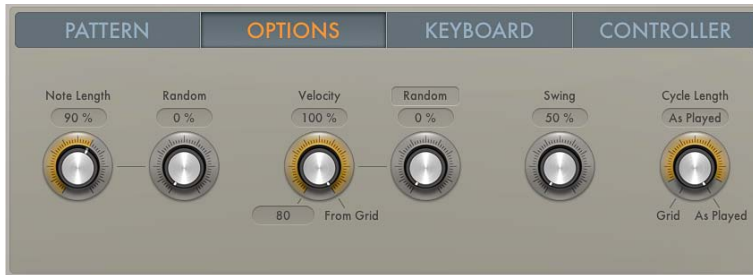 PATTERN OPTIONS KEYBOARD CONTROLLER
Note Length Random Velocity Random Swing Cycle Length
90 % 0 % 100 % 0 % 50 % As Played
80 From Grid Grid As Played